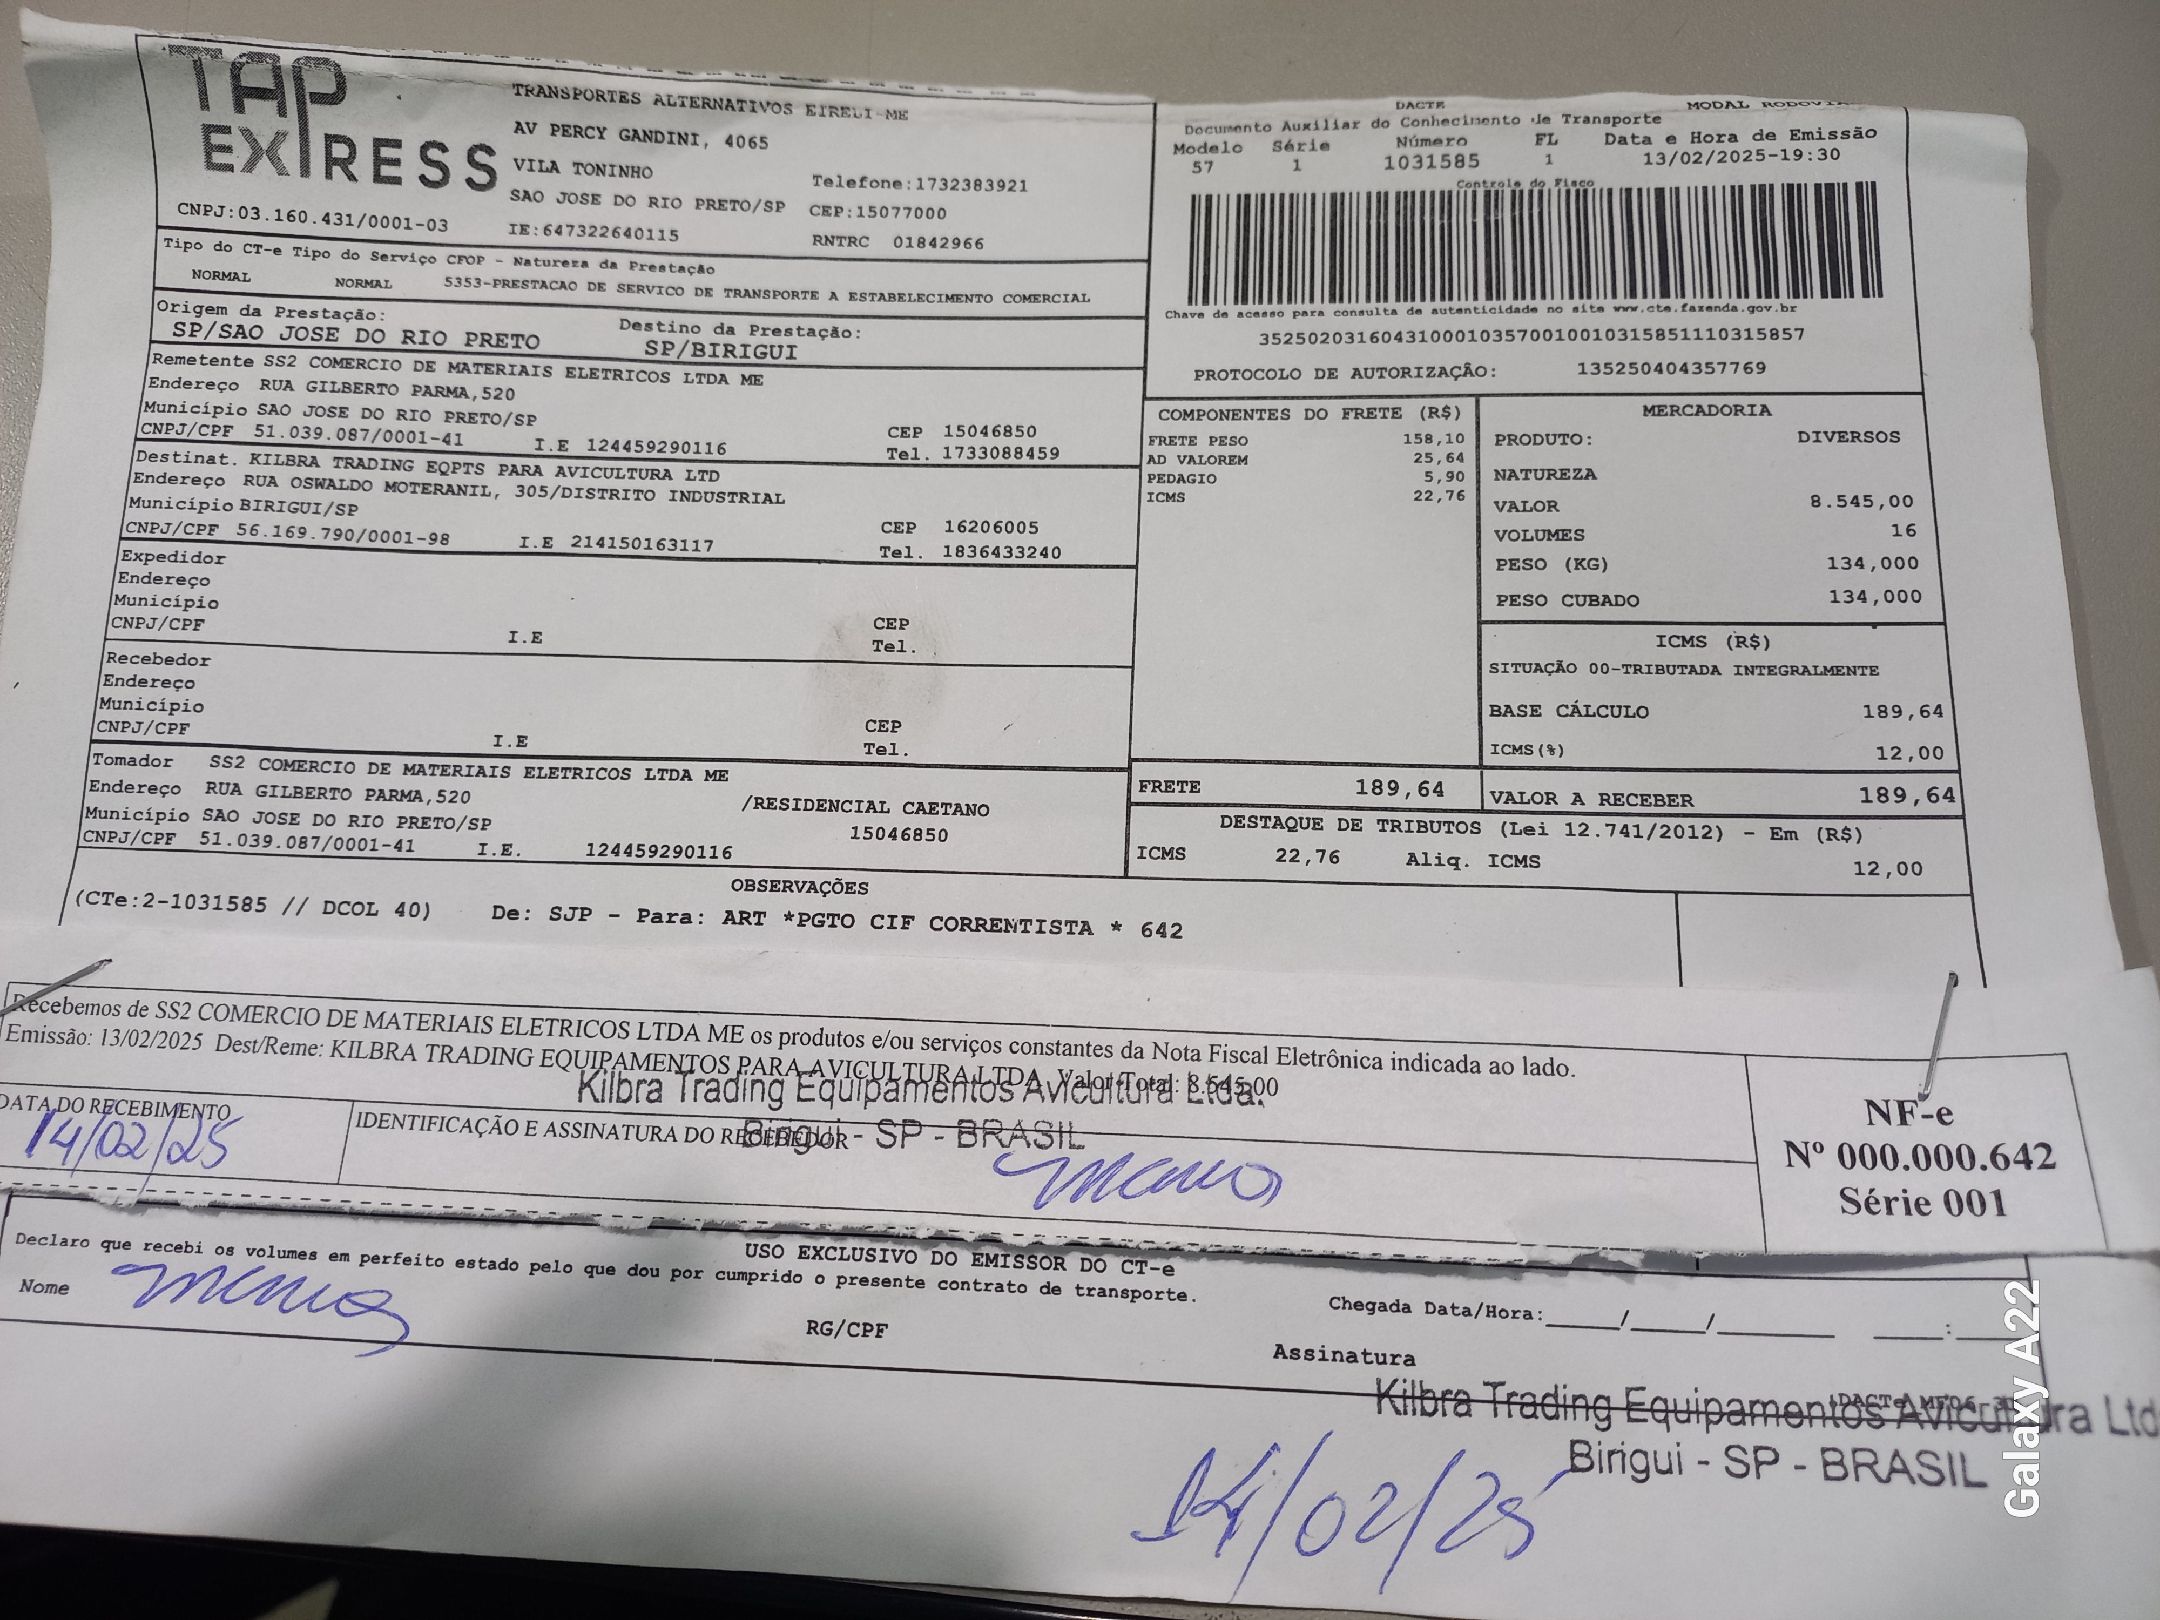 TAP EXPRESS
TRANSPORTES ALTERNATIVOS EIRELI-ME
AV PERCY GANDINI, 4065
VILA TONINHO
Telefone:1732383921
SAO JOSE DO RIO PRETO/SP CEP:15077000
CNPJ:03.160.431/0001-03 IE:647322640115 RNTRC 01842966
Tipo do CT-e Tipo do Serviço CFOP - Natureza da Prestação
NORMAL NORMAL 5353-PRESTACAO DE SERVICO DE TRANSPORTE A ESTABELECIMENTO COMERCIAL
Origem da Prestação: Destino da Prestação:
SP/SAO JOSE DO RIO PRETO SP/BIRIGUI
Remetente SS2 COMERCIO DE MATERIAIS ELETRICOS LTDA ME
Endereço RUA GILBERTO PARMA,520
Município SAO JOSE DO RIO PRETO/SP CEP 15046850
CNPJ/CPF 51.039.087/0001-41 I.E 124459290116 Tel. 1733088459
Destinat. KILBRA TRADING EQPTS PARA AVICULTURA LTD
Endereço RUA OSWALDO MOTERANIL, 305/DISTRITO INDUSTRIAL
Município BIRIGUI/SP CEP 16206005
CNPJ/CPF 56.169.790/0001-98 I.E 214150163117 Tel. 1836433240
Expedidor
Endereço
Município CEP
CNPJ/CPF I.E Tel.
Recebedor
Endereço
Município CEP
CNPJ/CPF I.E Tel.
Tomador SS2 COMERCIO DE MATERIAIS ELETRICOS LTDA ME
Endereço RUA GILBERTO PARMA,520 /RESIDENCIAL CAETANO
Município SAO JOSE DO RIO PRETO/SP 15046850
CNPJ/CPF 51.039.087/0001-41 I.E. 124459290116
DACTE MODAL
Documento Auxiliar do Conhecimento de Transporte
Modelo Série Número FL Data e Hora de Emissão
57 1 1031585 1 13/02/2025-19:30
Controle do Fisco
Chave de acesso para consulta de autenticidade no site www.cte.fazenda.gov.br
35250203160431000103570010010315851110315857
PROTOCOLO DE AUTORIZAÇÃO: 135250404357769
COMPONENTES DO FRETE (R$)
FRETE PESO 158,10
AD VALOREM 25,64
PEDAGIO 5,90
ICMS 22,76
MERCADORIA
PRODUTO: DIVERSOS
NATUREZA
VALOR 8.545,00
VOLUMES 16
PESO (KG) 134,000
PESO CUBADO 134,000
ICMS (R$)
SITUAÇÃO 00-TRIBUTADA INTEGRALMENTE
BASE CÁLCULO 189,64
ICMS(%) 12,00
FRETE 189,64 VALOR A RECEBER 189,64
DESTAQUE DE TRIBUTOS (Lei 12.741/2012) - Em (R$)
ICMS 22,76 Aliq. ICMS 12,00
OBSERVAÇÕES
(CTe:2-1031585 // DCOL 40) De: SJP - Para: ART *PGTO CIF CORRENTISTA * 642
Recebemos de SS2 COMERCIO DE MATERIAIS ELETRICOS LTDA ME os produtos e/ou serviços constantes da Nota Fiscal Eletrônica indicada ao lado.
Emissão: 13/02/2025 Dest/Reme: KILBRA TRADING EQUIPAMENTOS PARA AVICULTURA LTDA Valor Total: 8.545,00
Kilbra Trading Equipamentos Avicultura Ltda.
Birigui - SP - BRASIL
DATA DO RECEBIMENTO IDENTIFICAÇÃO E ASSINATURA DO RECEBEDOR
14/02/25
NF-e
Nº 000.000.642
Série 001
USO EXCLUSIVO DO EMISSOR DO CT-e
Declaro que recebi os volumes em perfeito estado pelo que dou por cumprido o presente contrato de transporte.
Nome RG/CPF
Chegada Data/Hora:_____/_____/________ _____:_____
Assinatura
Kilbra Trading Equipamentos Avicultura Ltd
Birigui - SP - BRASIL
14/02/25
Galaxy A22